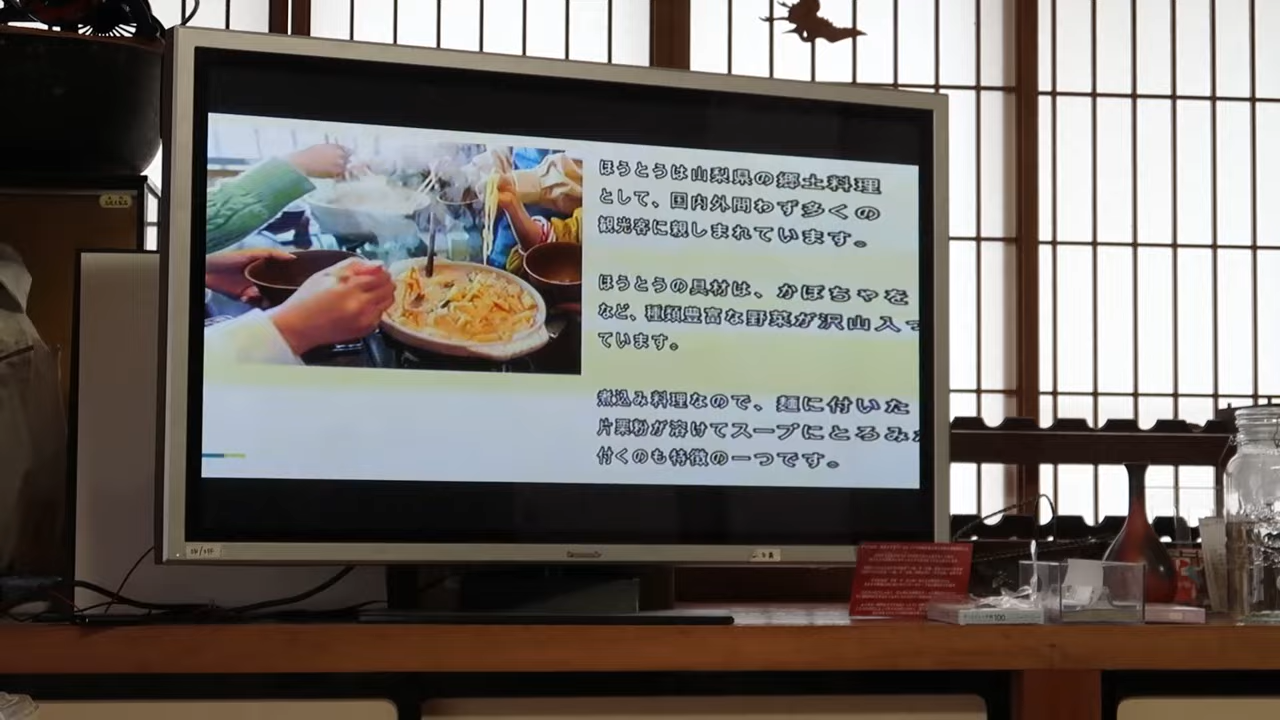 ほうとうは山梨県の郷土料理
として、国内外問わず多くの
観光客に親しまれています。
ほうとうの具材は、かぼちゃを
など、種類豊富な野菜が沢山入っ
ています。
煮込み料理なので、麺に付いた
片栗粉が溶けてスープにとろみが
付くのも特徴の一つです。
Panasonic
100